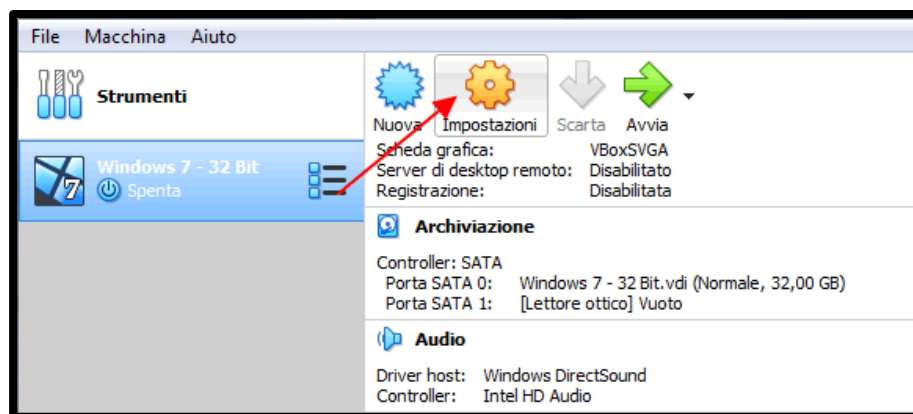 File Macchina Aiuto
Strumenti
Windows 7 - 32 Bit
Spenta
Nuova Impostazioni Scarta Avvia
Scheda grafica: VBoxSVGA
Server di desktop remoto: Disabilitato
Registrazione: Disabilitata
Archiviazione
Controller: SATA
Porta SATA 0: Windows 7 - 32 Bit.vdi (Normale, 32,00 GB)
Porta SATA 1: [Lettore ottico] Vuoto
Audio
Driver host: Windows DirectSound
Controller: Intel HD Audio